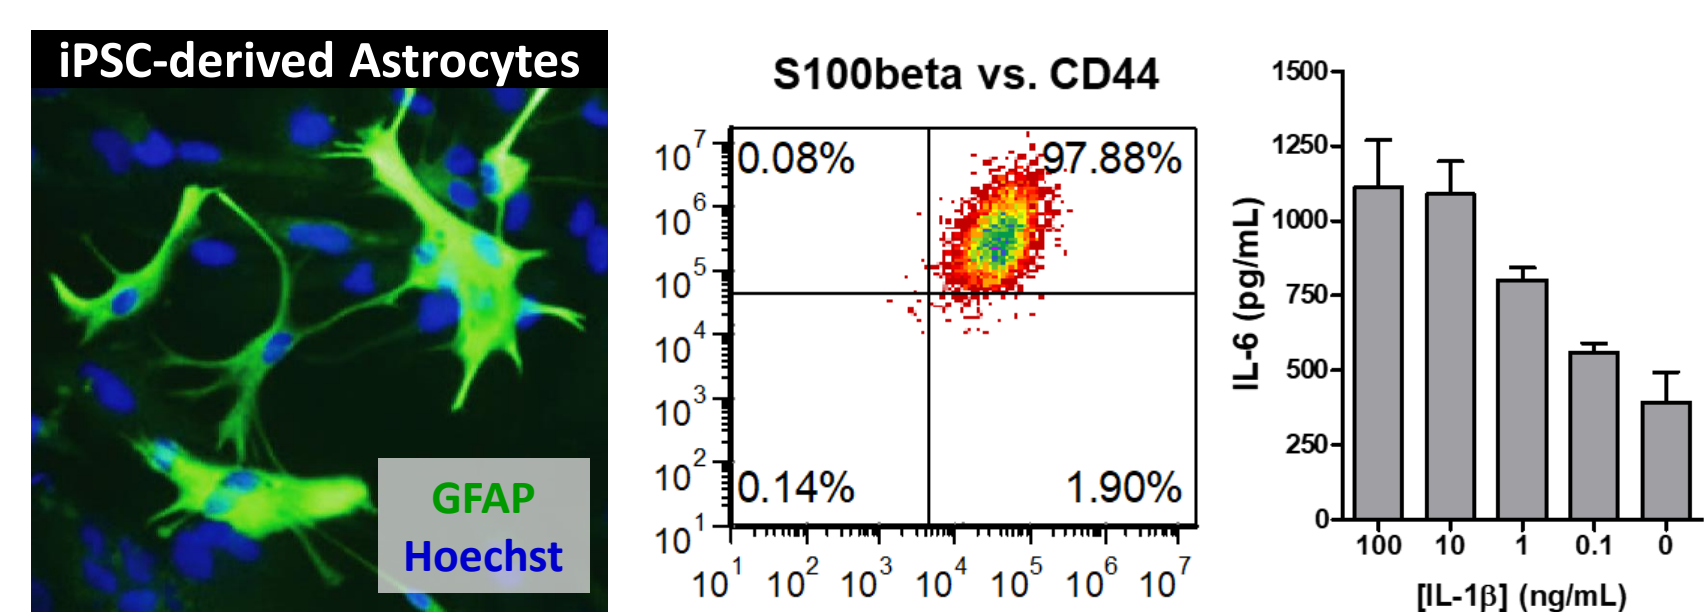 iPSC-derived Astrocytes
GFAP
Hoechst
S100beta vs. CD44
10^7
10^6
10^5
10^4
10^3
10^2
10^1
0.08%
97.88%
0.14%
1.90%
10^1 10^2 10^3 10^4 10^5 10^6 10^7
IL-6 (pg/mL)
1500
1250
1000
750
500
250
0
100 10 1 0.1 0
[IL-1β] (ng/mL)